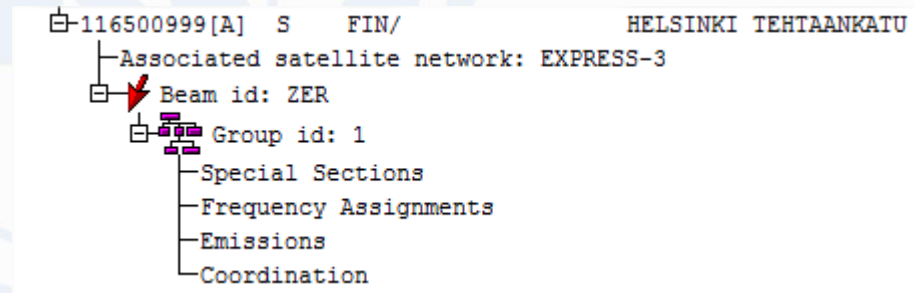 116500999[A] S FIN/ HELSINKI TEHTAANKATU
Associated satellite network: EXPRESS-3
Beam id: ZER
Group id: 1
Special Sections
Frequency Assignments
Emissions
Coordination